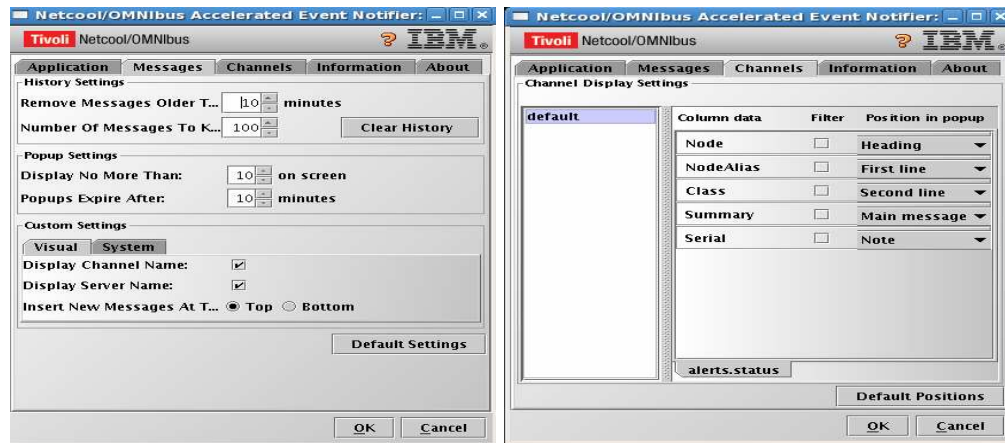 Netcool/OMNIbus Accelerated Event Notifier:
Tivoli Netcool/OMNIbus
IBM®
Application Messages Channels Information About
History Settings
Remove Messages Older T... 10 minutes
Number Of Messages To K... 100 Clear History
Popup Settings
Display No More Than: 10 on screen
Popups Expire After: 10 minutes
Custom Settings
Visual System
Display Channel Name:
Display Server Name:
Insert New Messages At T... Top Bottom
Default Settings
OK Cancel
Netcool/OMNIbus Accelerated Event Notifier:
Tivoli Netcool/OMNIbus
IBM®
Application Messages Channels Information About
Channel Display Settings
default
Column data Filter Position in popup
Node Heading
NodeAlias First line
Class Second line
Summary Main message
Serial Note
alerts.status
Default Positions
OK Cancel